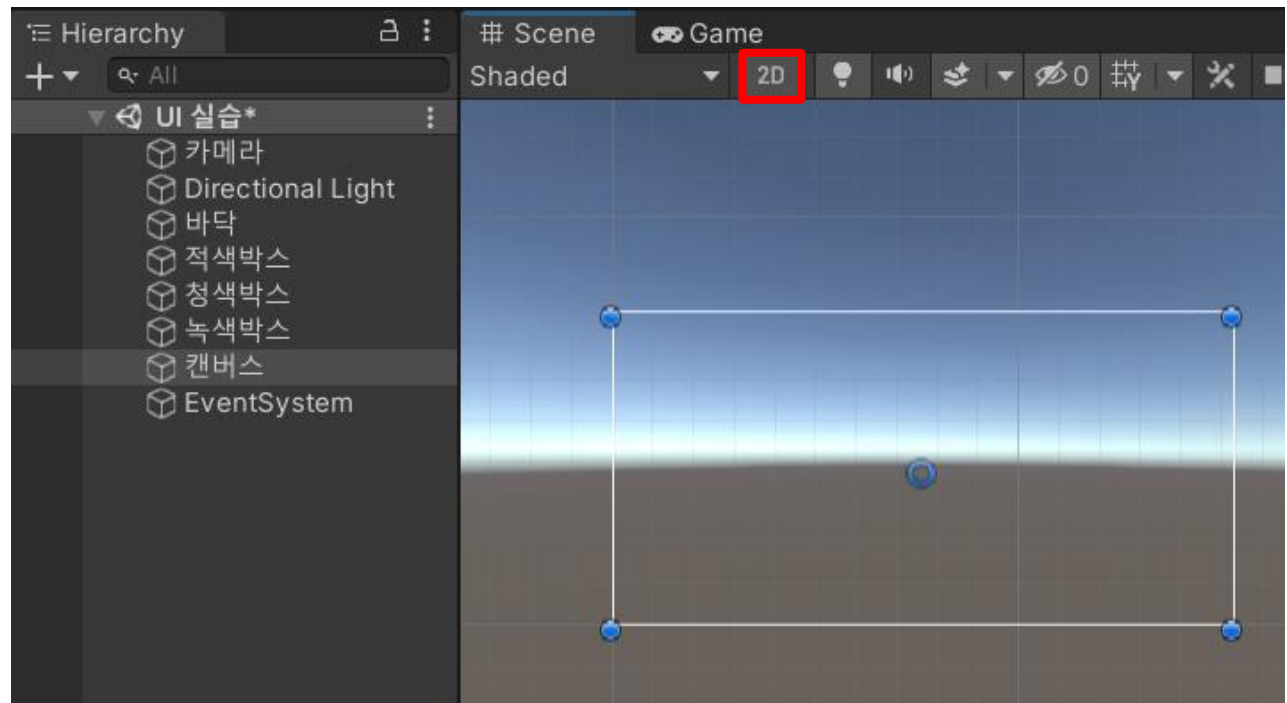 Hierarchy
All
UI 실습*
카메라
Directional Light
바닥
적색박스
청색박스
녹색박스
캔버스
EventSystem
Scene Game
Shaded 2D 0